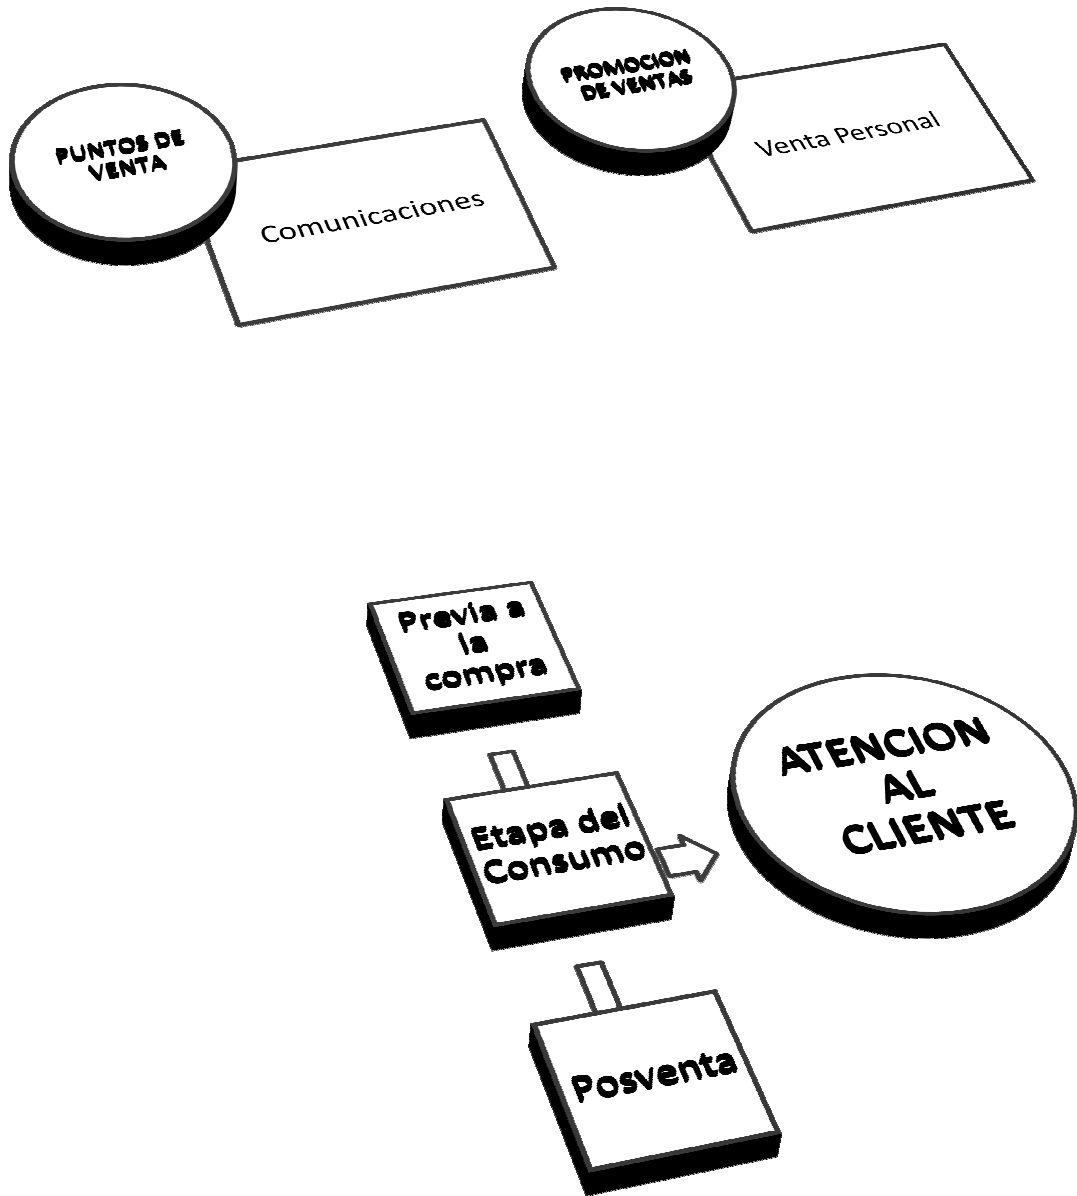 PUNTOS DE
VENTA
Comunicaciones
PROMOCION
DE VENTAS
Venta Personal
Previa a
la
compra
Etapa del
Consumo
Posventa
ATENCION
AL
CLIENTE